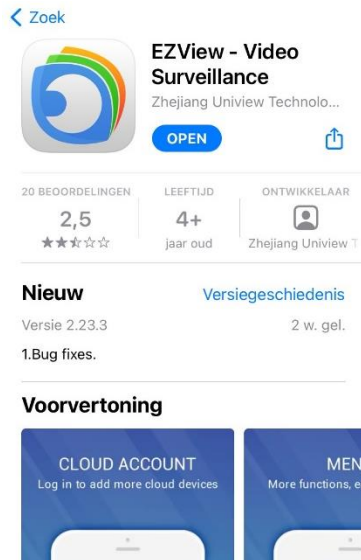 Zoek
EZView - Video
Surveillance
Zhejiang Uniview Technolo...
OPEN
20 BEOORDELINGEN
LEEFTIJD
ONTWIKKELAAR
2,5
4+
jaar oud
Zhejiang Uniview T
Nieuw
Versiegeschiedenis
Versie 2.23.3
2 w. gel.
1.Bug fixes.
Voorvertoning
CLOUD ACCOUNT
Log in to add more cloud devices
MEN
More functions, e